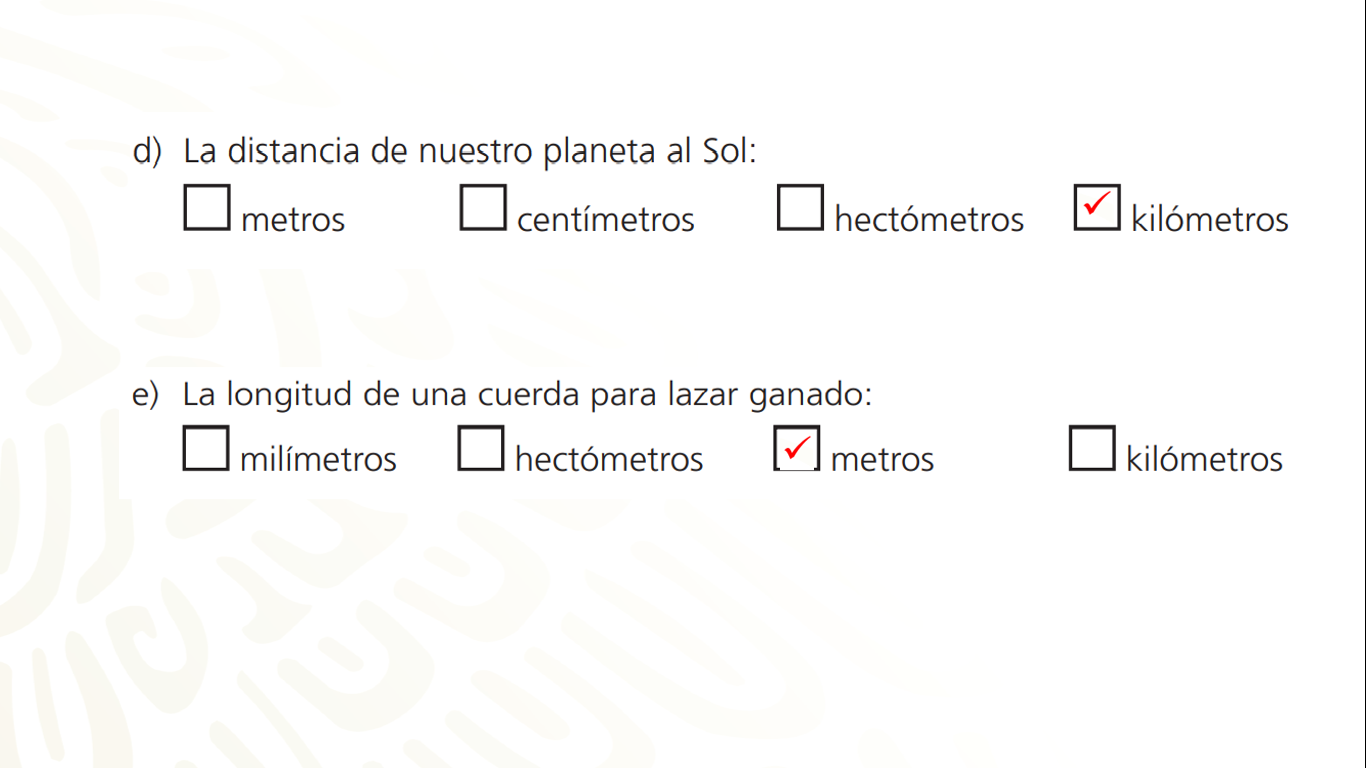 d) La distancia de nuestro planeta al Sol:
metros centímetros hectómetros kilómetros
e) La longitud de una cuerda para lazar ganado:
milímetros hectómetros metros kilómetros